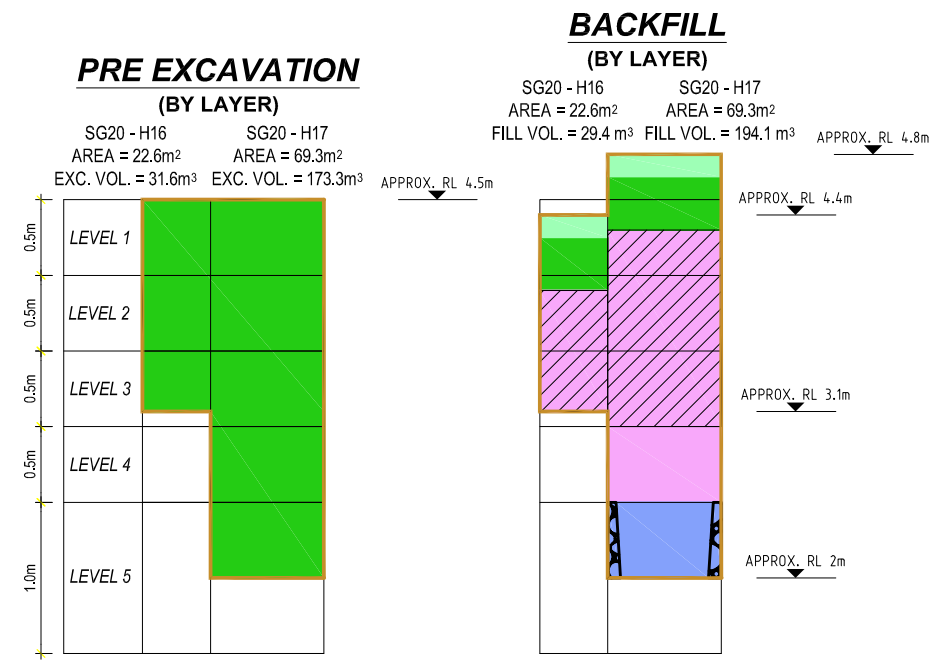 PRE EXCAVATION
(BY LAYER)
SG20 - H16
AREA = 22.6m²
EXC. VOL. = 31.6m³
SG20 - H17
AREA = 69.3m²
EXC. VOL. = 173.3m³
APPROX. RL 4.5m
0.5m
LEVEL 1
0.5m
LEVEL 2
0.5m
LEVEL 3
0.5m
LEVEL 4
1.0m
LEVEL 5
BACKFILL
(BY LAYER)
SG20 - H16
AREA = 22.6m²
FILL VOL. = 29.4 m³
SG20 - H17
AREA = 69.3m²
FILL VOL. = 194.1 m³
APPROX. RL 4.8m
APPROX. RL 4.4m
APPROX. RL 3.1m
APPROX. RL 2m